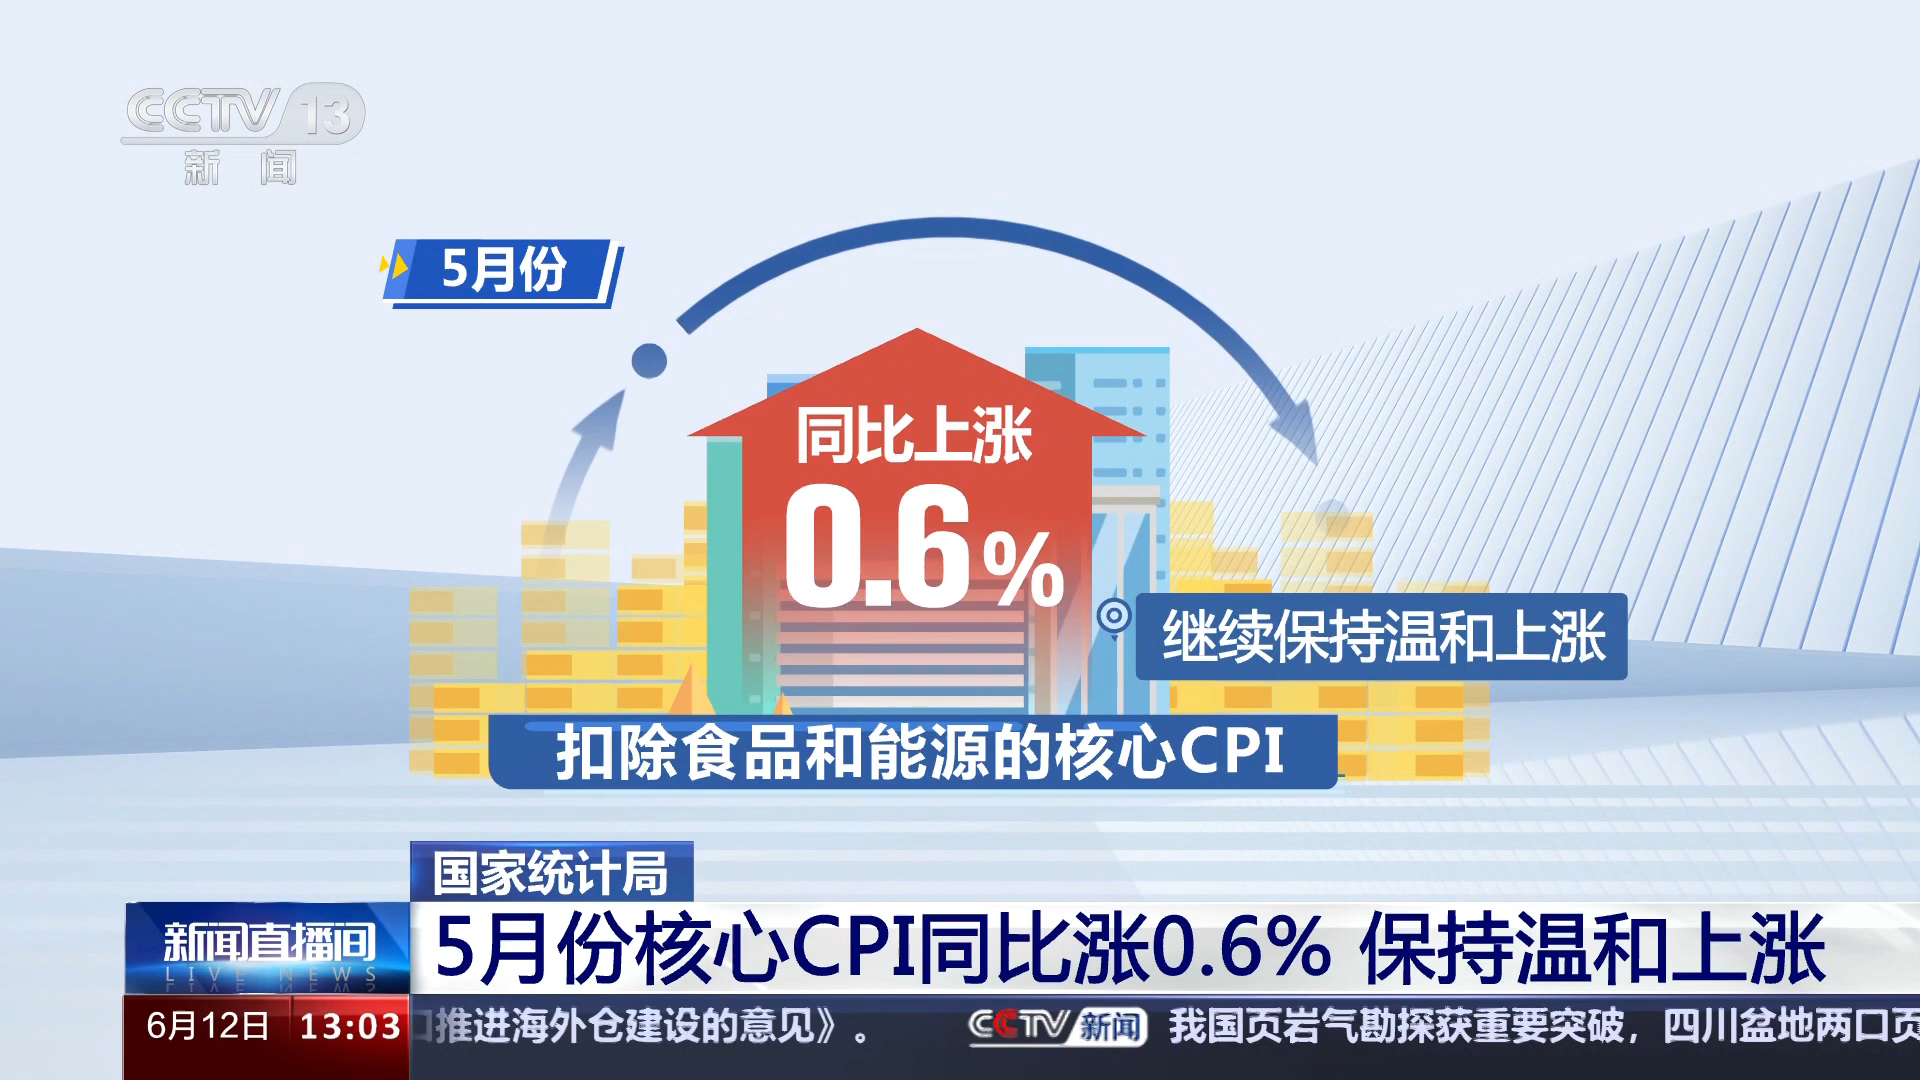 CCTV 13
新闻
5月份
同比上涨
0.6%
继续保持温和上涨
扣除食品和能源的核心CPI
国家统计局
新闻直播间
LIVE NEWS
5月份核心CPI同比涨0.6% 保持温和上涨
6月12日 13:03
推进海外仓建设的意见》。 CCTV新闻 我国页岩气勘探获重要突破，四川盆地两口页